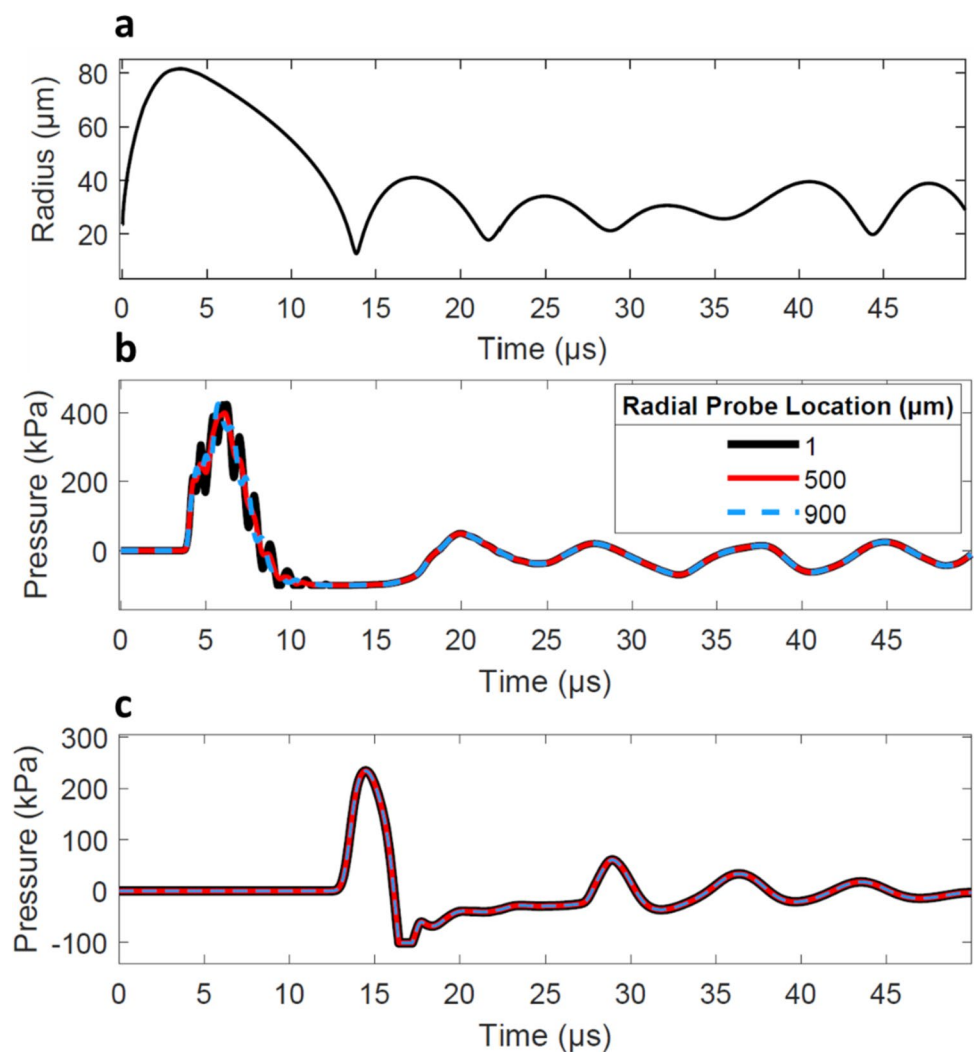 a
Radius (µm)
80
60
40
20
0 5 10 15 20 25 30 35 40 45
Time (µs)
b
Pressure (kPa)
400
200
0
Radial Probe Location (µm)
1
500
900
0 5 10 15 20 25 30 35 40 45
Time (µs)
c
Pressure (kPa)
300
200
100
0
-100
0 5 10 15 20 25 30 35 40 45
Time (µs)